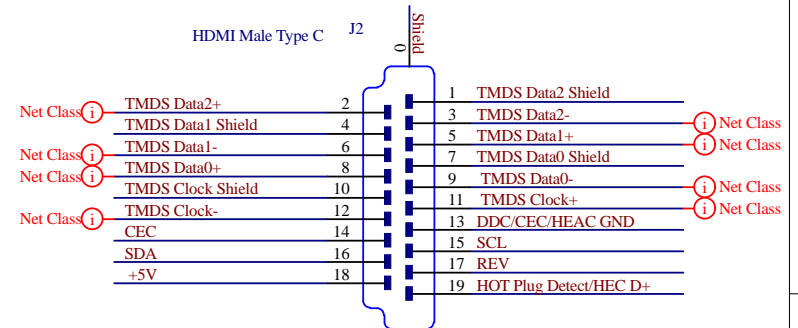 HDMI Male Type C
J2
0
Shield
Net Class i TMDS Data2+ 2
TMDS Data1 Shield 4
Net Class i TMDS Data1- 6
Net Class i TMDS Data0+ 8
TMDS Clock Shield 10
Net Class i TMDS Clock- 12
CEC 14
SDA 16
+5V 18
1 TMDS Data2 Shield
3 TMDS Data2- i Net Class
5 TMDS Data1+ i Net Class
7 TMDS Data0 Shield
9 TMDS Data0- i Net Class
11 TMDS Clock+ i Net Class
13 DDC/CEC/HEAC GND
15 SCL
17 REV
19 HOT Plug Detect/HEC D+